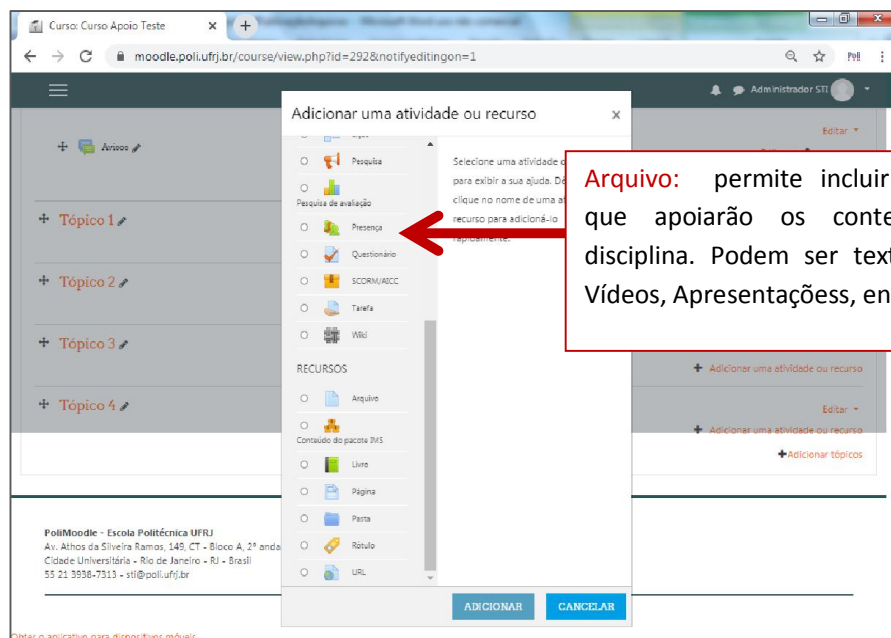 Curso: Curso Apoio Teste
moodle.poli.ufrj.br/course/view.php?id=292&notifyeditingon=1
Poli
Administrador STI
Adicionar uma atividade ou recurso
Editar
Avisos
Pesquisa
Pesquisa de avaliação
Presença
Questionário
SCORM/AICC
Tarefa
Wiki
RECURSOS
Arquivo
Conteúdo do pacote IMS
Livro
Página
Pasta
Rótulo
URL
Selecione uma atividade
para exibir a sua ajuda.
clique no nome de uma
recurso para adicioná-lo
rapidamente.
Arquivo: permite incluir
que apoiarão os conte
disciplina. Podem ser text
Vídeos, Apresentaçõess, en
Tópico 1
Tópico 2
Tópico 3
Adicionar uma atividade ou recurso
Tópico 4
Editar
Adicionar uma atividade ou recurso
Adicionar tópicos
ADICIONAR CANCELAR
PoliMoodle - Escola Politécnica UFRJ
Av. Athos da Silveira Ramos, 149, CT - Bloco A, 2º anda
Cidade Universitária - Rio de Janeiro - RJ - Brasil
55 21 3938-7313 - sti@poli.ufrj.br
Obter o aplicativo para dispositivos móveis